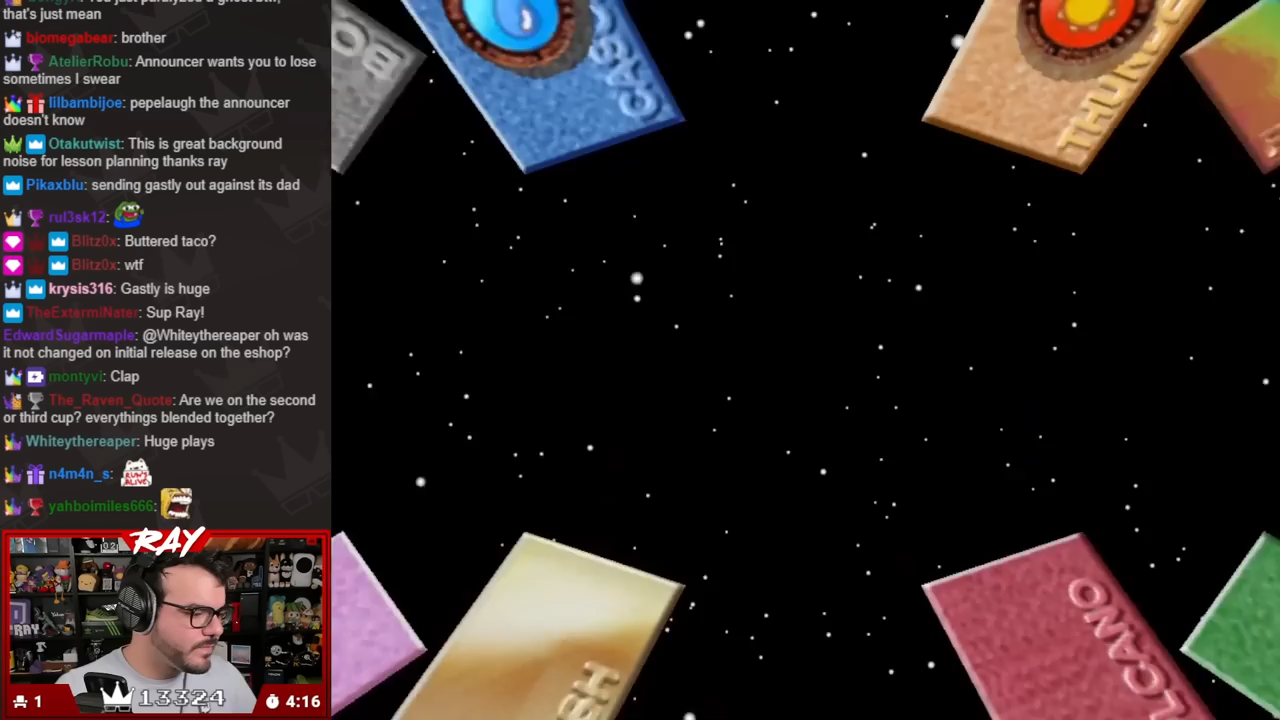 that's just mean
biomegabear: brother
AtelierRobu: Announcer wants you to lose
sometimes I swear
lilbambijoe: pepelaugh the announcer
doesn't know
Otakutwist: This is great background
noise for lesson planning thanks ray
Pikaxblu: sending gastly out against its dad
rul3sk12:
Blitz0x: Buttered taco?
Blitz0x: wtf
krysis316: Gastly is huge
TheExtermiNater: Sup Ray!
EdwardSugarmaple: @Whiteythereaper oh was
it not changed on initial release on the eshop?
montyvi: Clap
The_Raven_Quote: Are we on the second
or third cup? everythings blended together?
Whiteythereaper: Huge plays
n4m4n_s:
yahboimiles666:
RAY
1
13324
4:16
BO
CASC
THUN
SH
LCANO